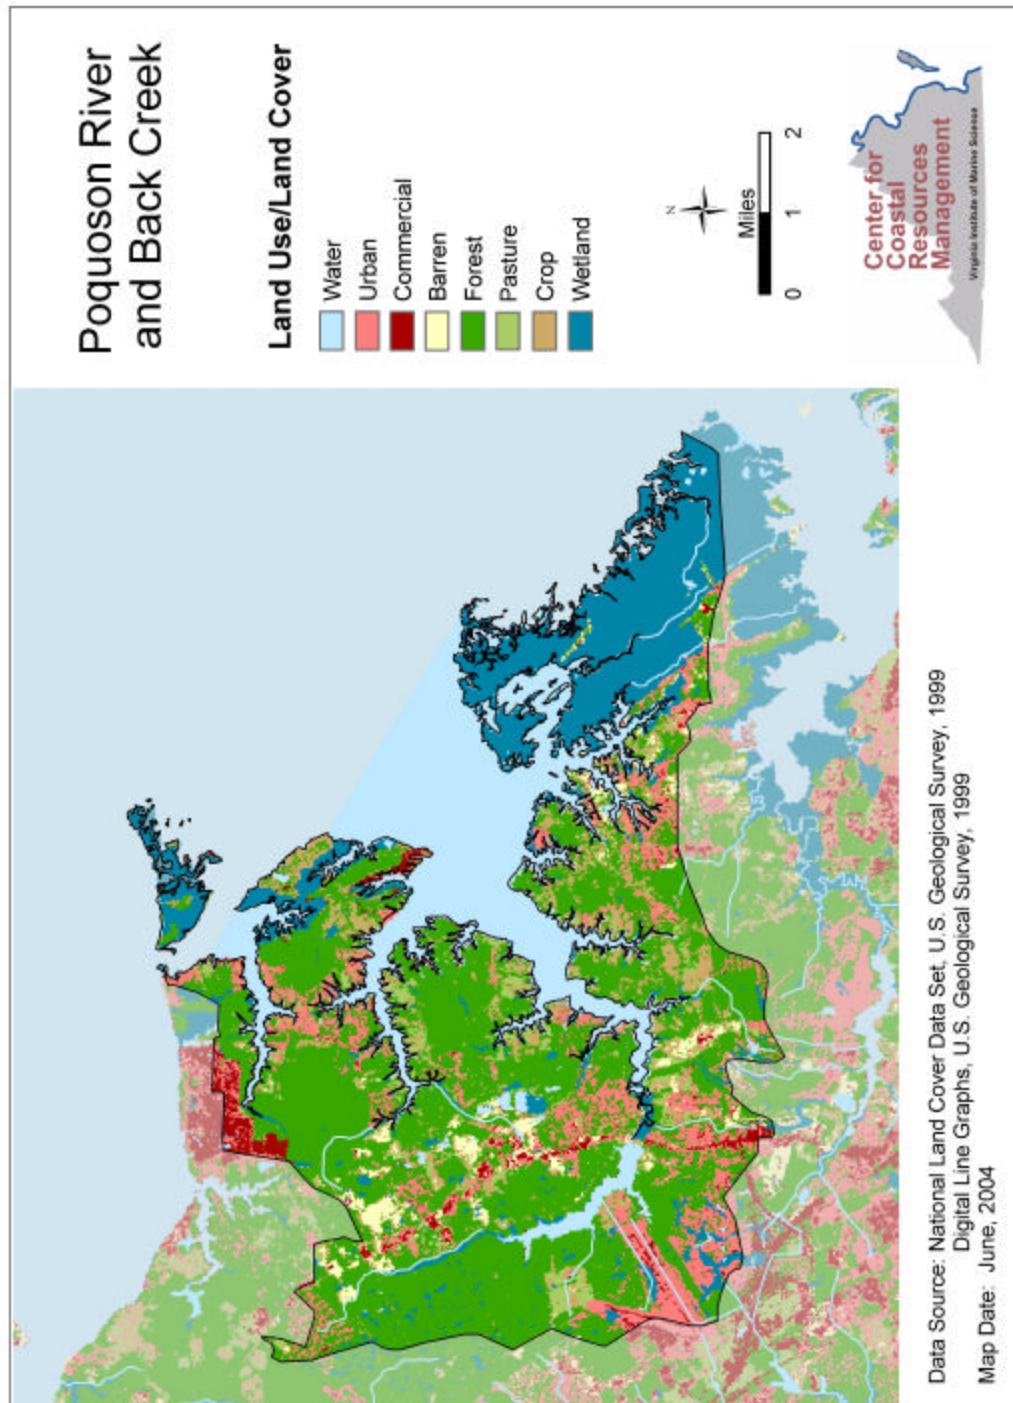 Poquoson River
and Back Creek
Land Use/Land Cover
Water
Urban
Commercial
Barren
Forest
Pasture
Crop
Wetland
N
Miles
0 1 2
Center for
Coastal
Resources
Management
Virginia Institute of Marine Science
Data Source: National Land Cover Data Set, U.S. Geological Survey, 1999
Digital Line Graphs, U.S. Geological Survey, 1999
Map Date: June, 2004